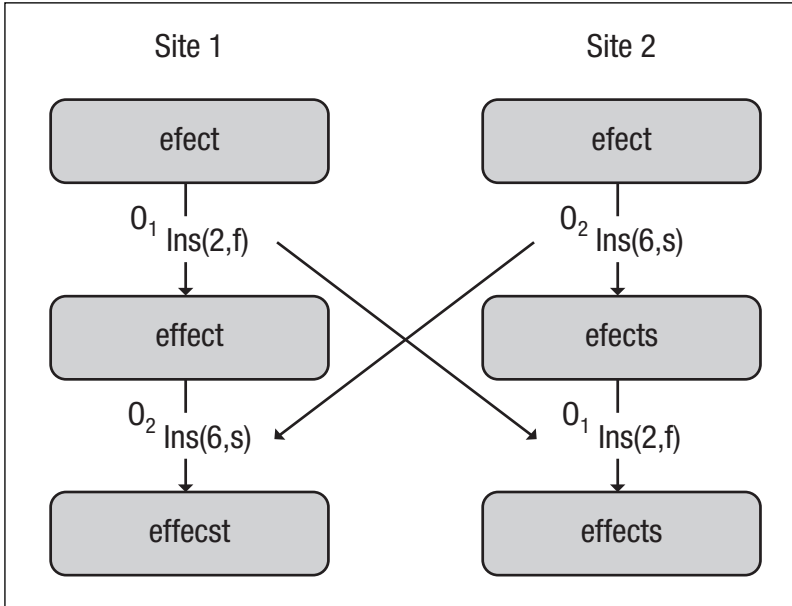 Site 1 Site 2
efect efect
O₁ Ins(2,f) O₂ Ins(6,s)
effect efects
O₂ Ins(6,s) O₁ Ins(2,f)
effecst effects